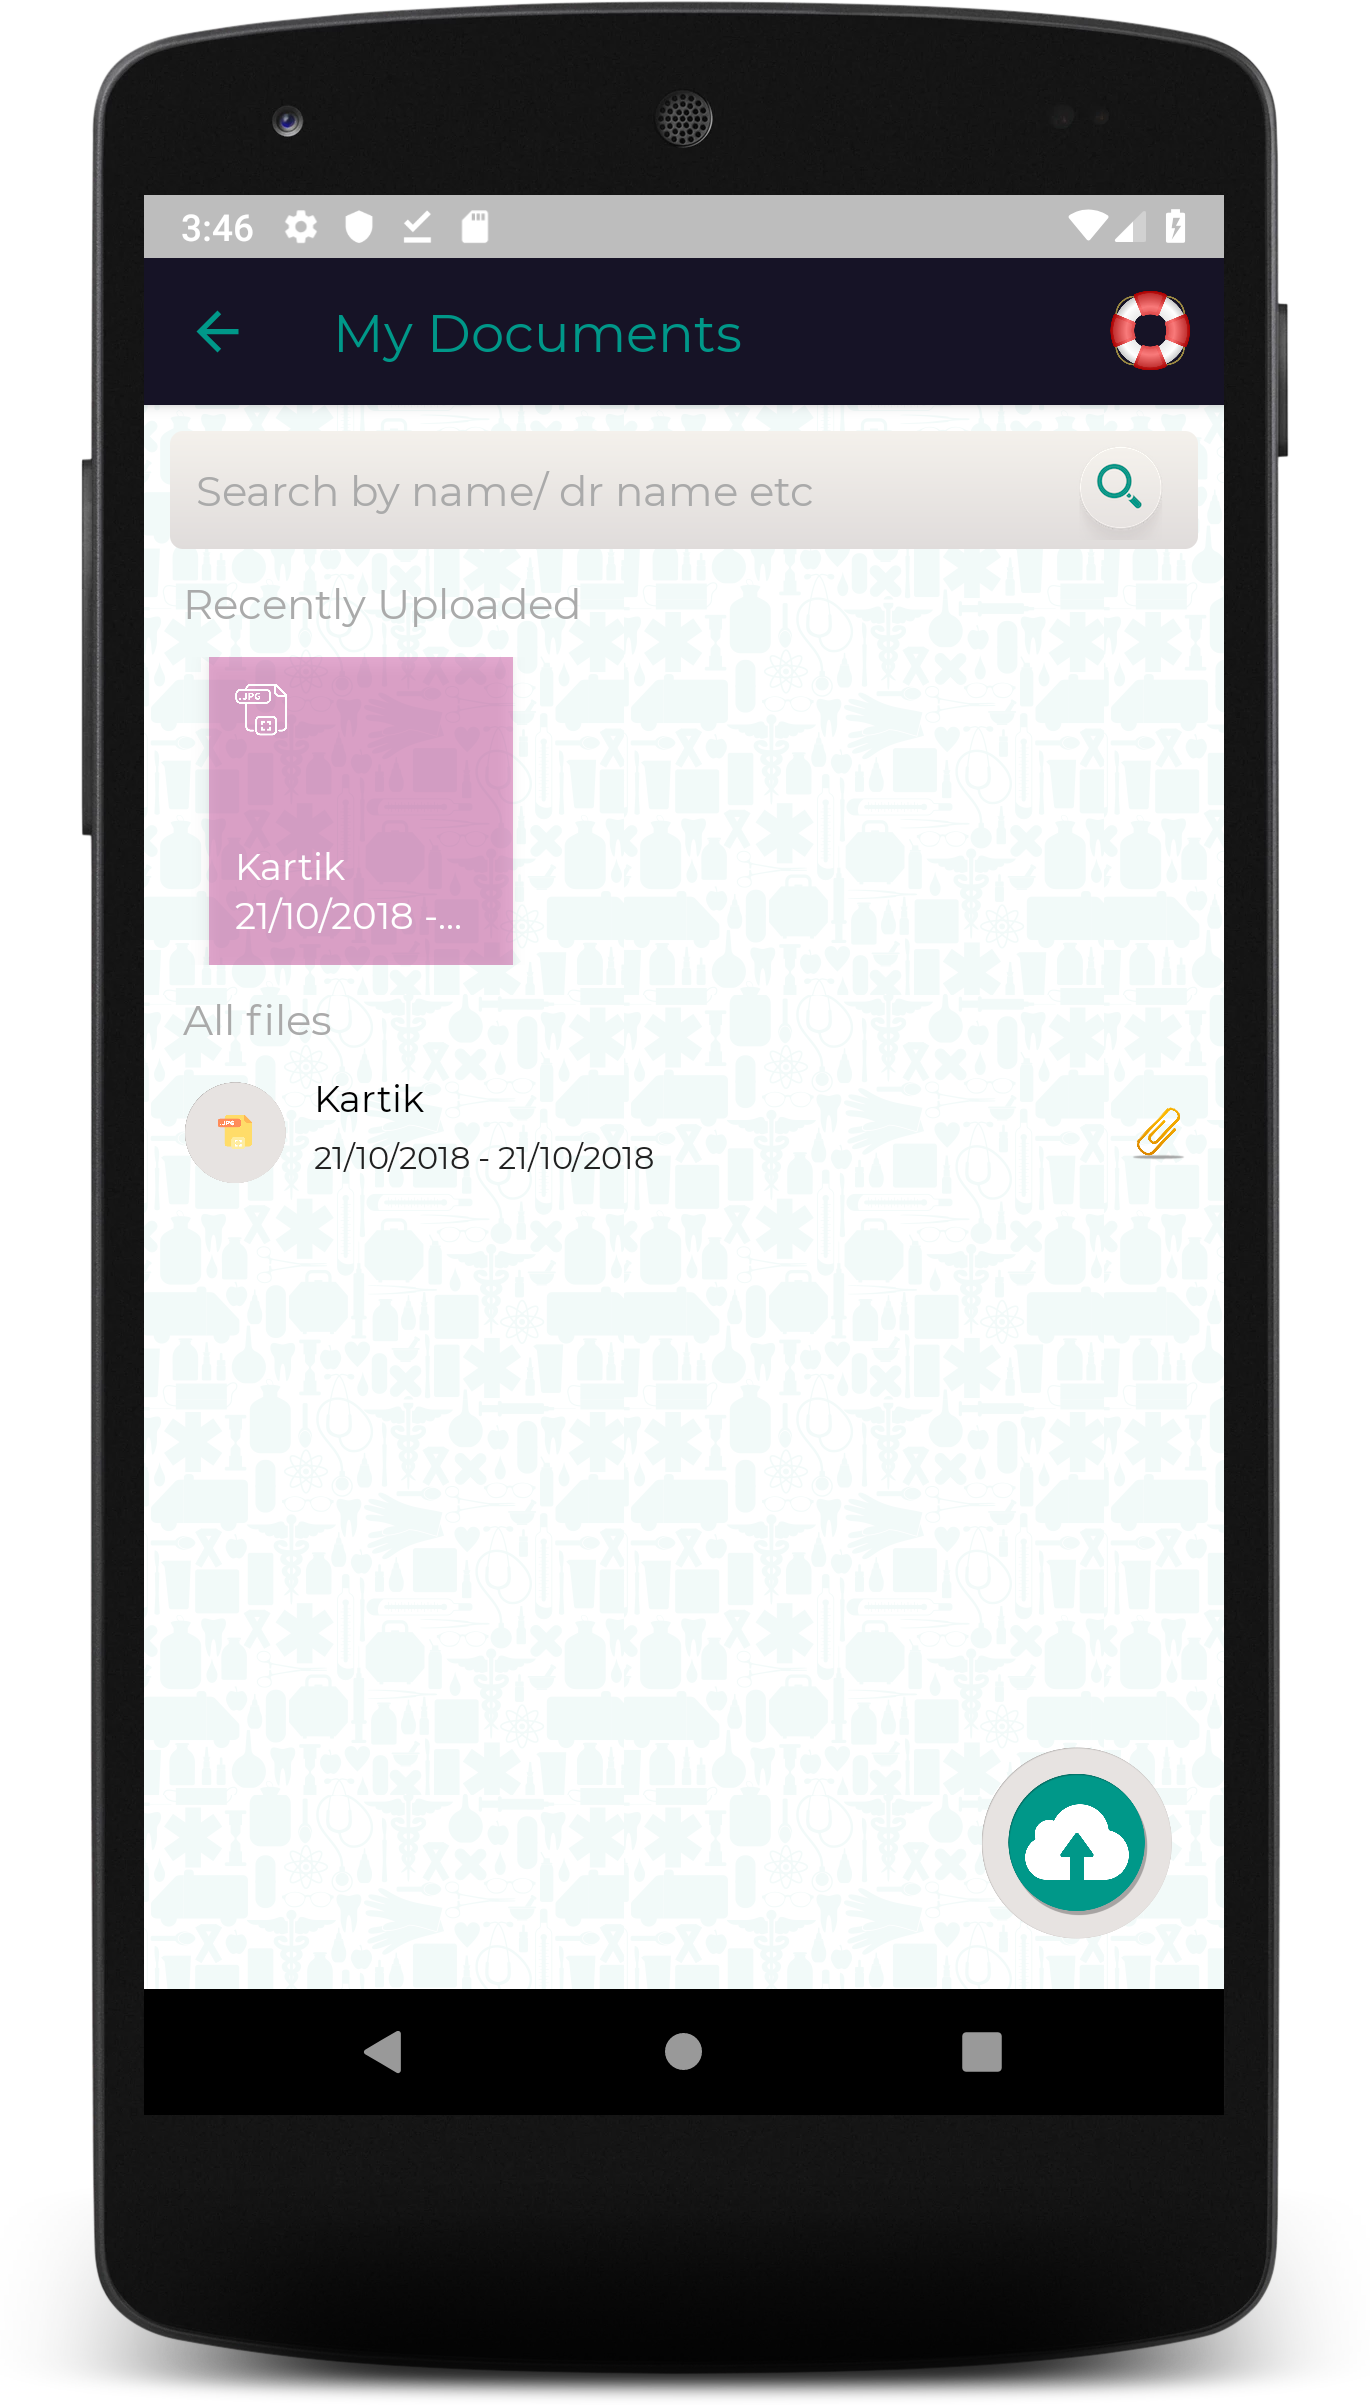 3:46
My Documents
Search by name/ dr name etc
Recently Uploaded
.JPG
Kartik
21/10/2018 -...
All files
.JPG
Kartik
21/10/2018 - 21/10/2018